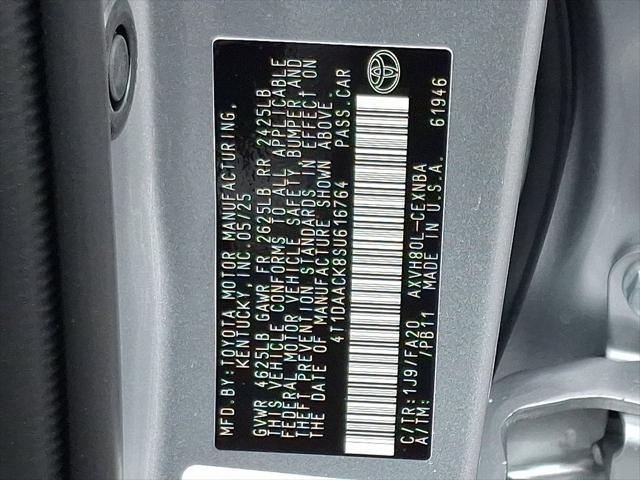 MFD. BY: TOYOTA MOTOR MANUFACTURING,
KENTUCKY, INC. 05/25
GVWR 4625LB GAWR FR 2625LB RR 2425LB
THIS VEHICLE CONFORMS TO ALL APPLICABLE
FEDERAL MOTOR VEHICLE SAFETY, BUMPER, AND
THEFT PREVENTION STANDARDS IN EFFECT ON
THE DATE OF MANUFACTURE SHOWN ABOVE.
4T1DAACK8SU616764 PASS. CAR
C/TR: 1J9/FA20 AXVH80L-CEXNBA
A/TM: /PB11 MADE IN U.S.A. 61946